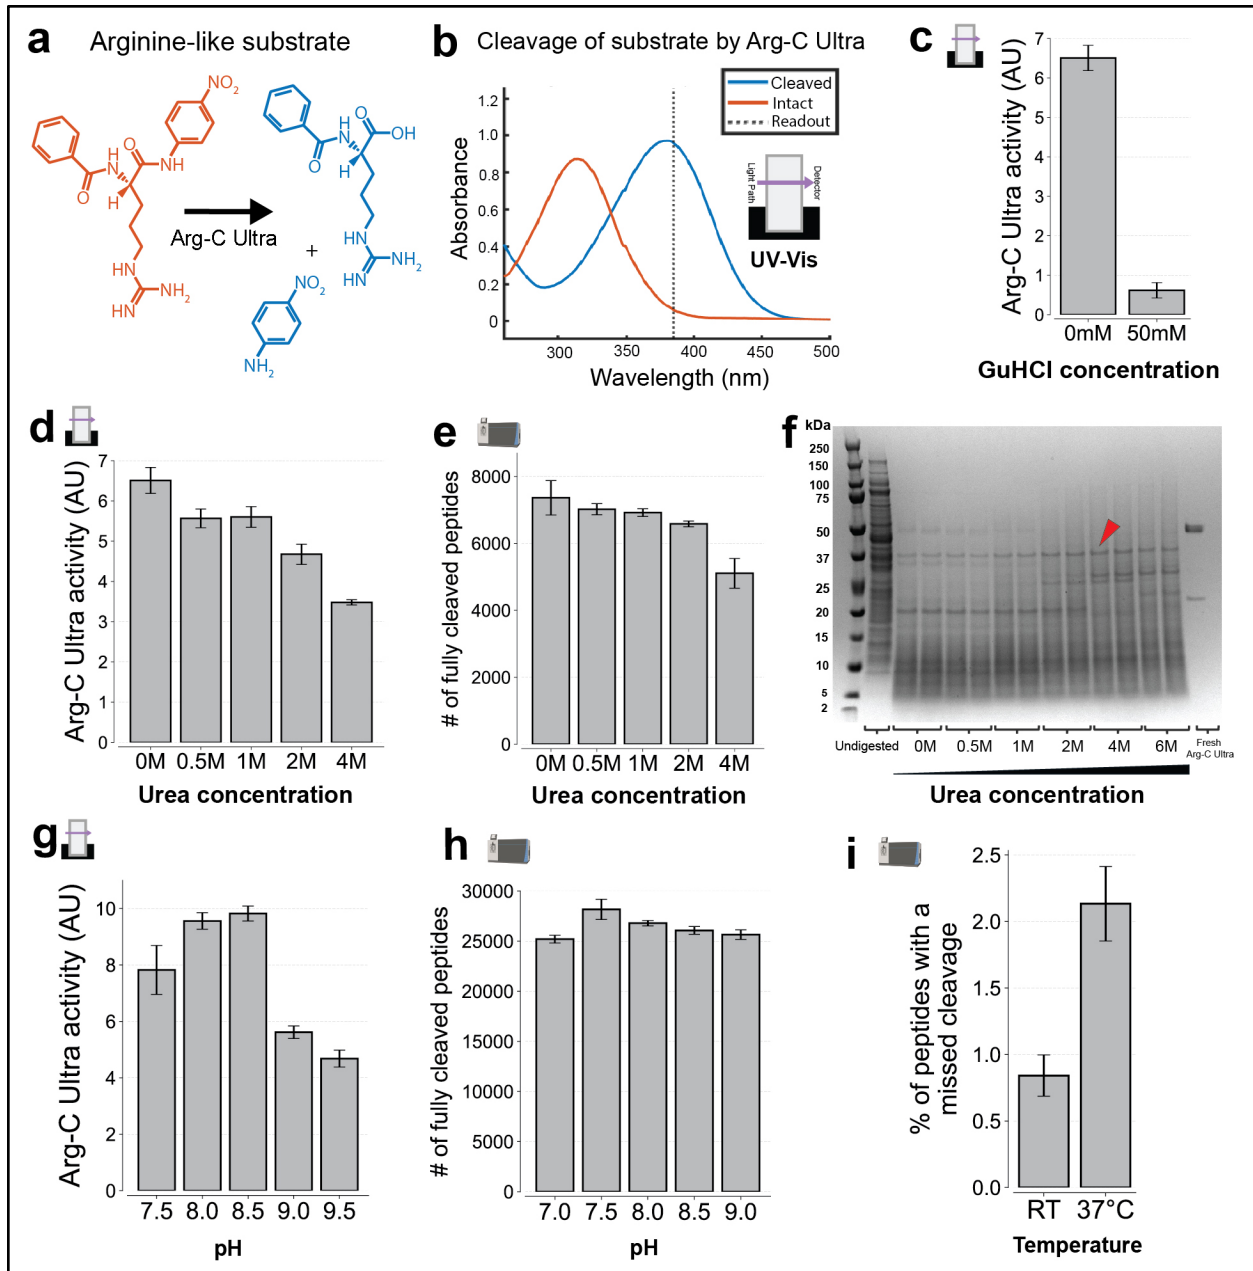 a Arginine-like substrate
NO2
H
N
O
O
NH
H
HN
NH2
HN
Arg-C Ultra
+
H
N
O
O
OH
H
HN
NH2
NH
NO2
NH2
b Cleavage of substrate by Arg-C Ultra
Cleaved
Intact
Readout
Absorbance
1.2
1.0
0.8
0.6
0.4
0.2
0
300 350 400 450 500
Wavelength (nm)
Light Path
Detector
UV-Vis
c
Arg-C Ultra activity (AU)
7
6
5
4
3
2
1
0
0mM 50mM
GuHCl concentration
d
Arg-C Ultra activity (AU)
7
6
5
4
3
2
1
0
0M 0.5M 1M 2M 4M
Urea concentration
e
# of fully cleaved peptides
8000
6000
4000
2000
0
0M 0.5M 1M 2M 4M
Urea concentration
f
kDa
250
150
100
75
50
37
25
20
15
10
5
2
Undigested 0M 0.5M 1M 2M 4M 6M Fresh
Arg-C Ultra
Urea concentration
g
Arg-C Ultra activity (AU)
10
8
6
4
2
0
7.5 8.0 8.5 9.0 9.5
pH
h
# of fully cleaved peptides
30000
25000
20000
15000
10000
5000
0
7.0 7.5 8.0 8.5 9.0
pH
i
% of peptides with a
missed cleavage
2.5
2.0
1.5
1.0
0.5
0.0
RT 37°C
Temperature